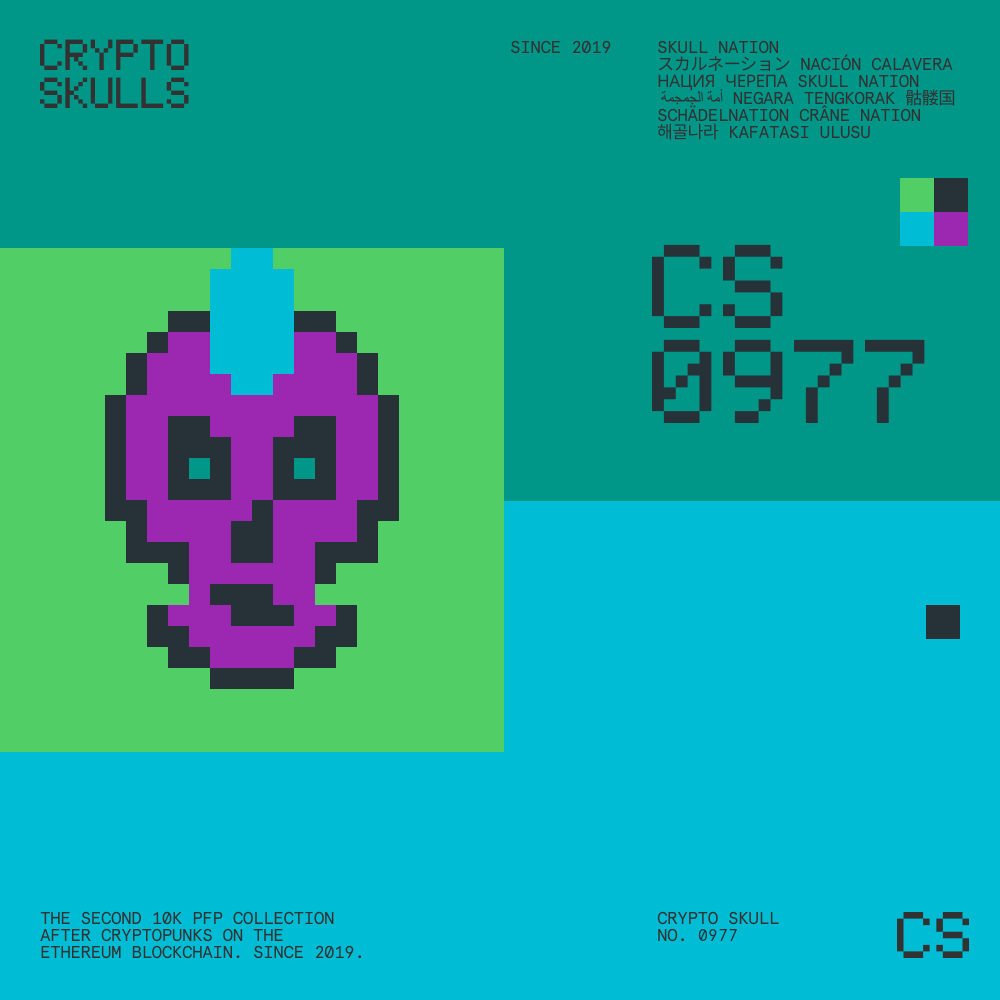 CRYPTO
SKULLS
SINCE 2019
SKULL NATION
スカルネーション NACIÓN CALAVERA
НАЦИЯ ЧЕРЕПА SKULL NATION
أمة الجمجمة NEGARA TENGKORAK 骷髏国
SCHÄDELNATION CRÂNE NATION
해골나라 KAFATASI ULUSU
CS
0977
THE SECOND 10K PFP COLLECTION
AFTER CRYPTOPUNKS ON THE
ETHEREUM BLOCKCHAIN. SINCE 2019.
CRYPTO SKULL
NO. 0977
CS